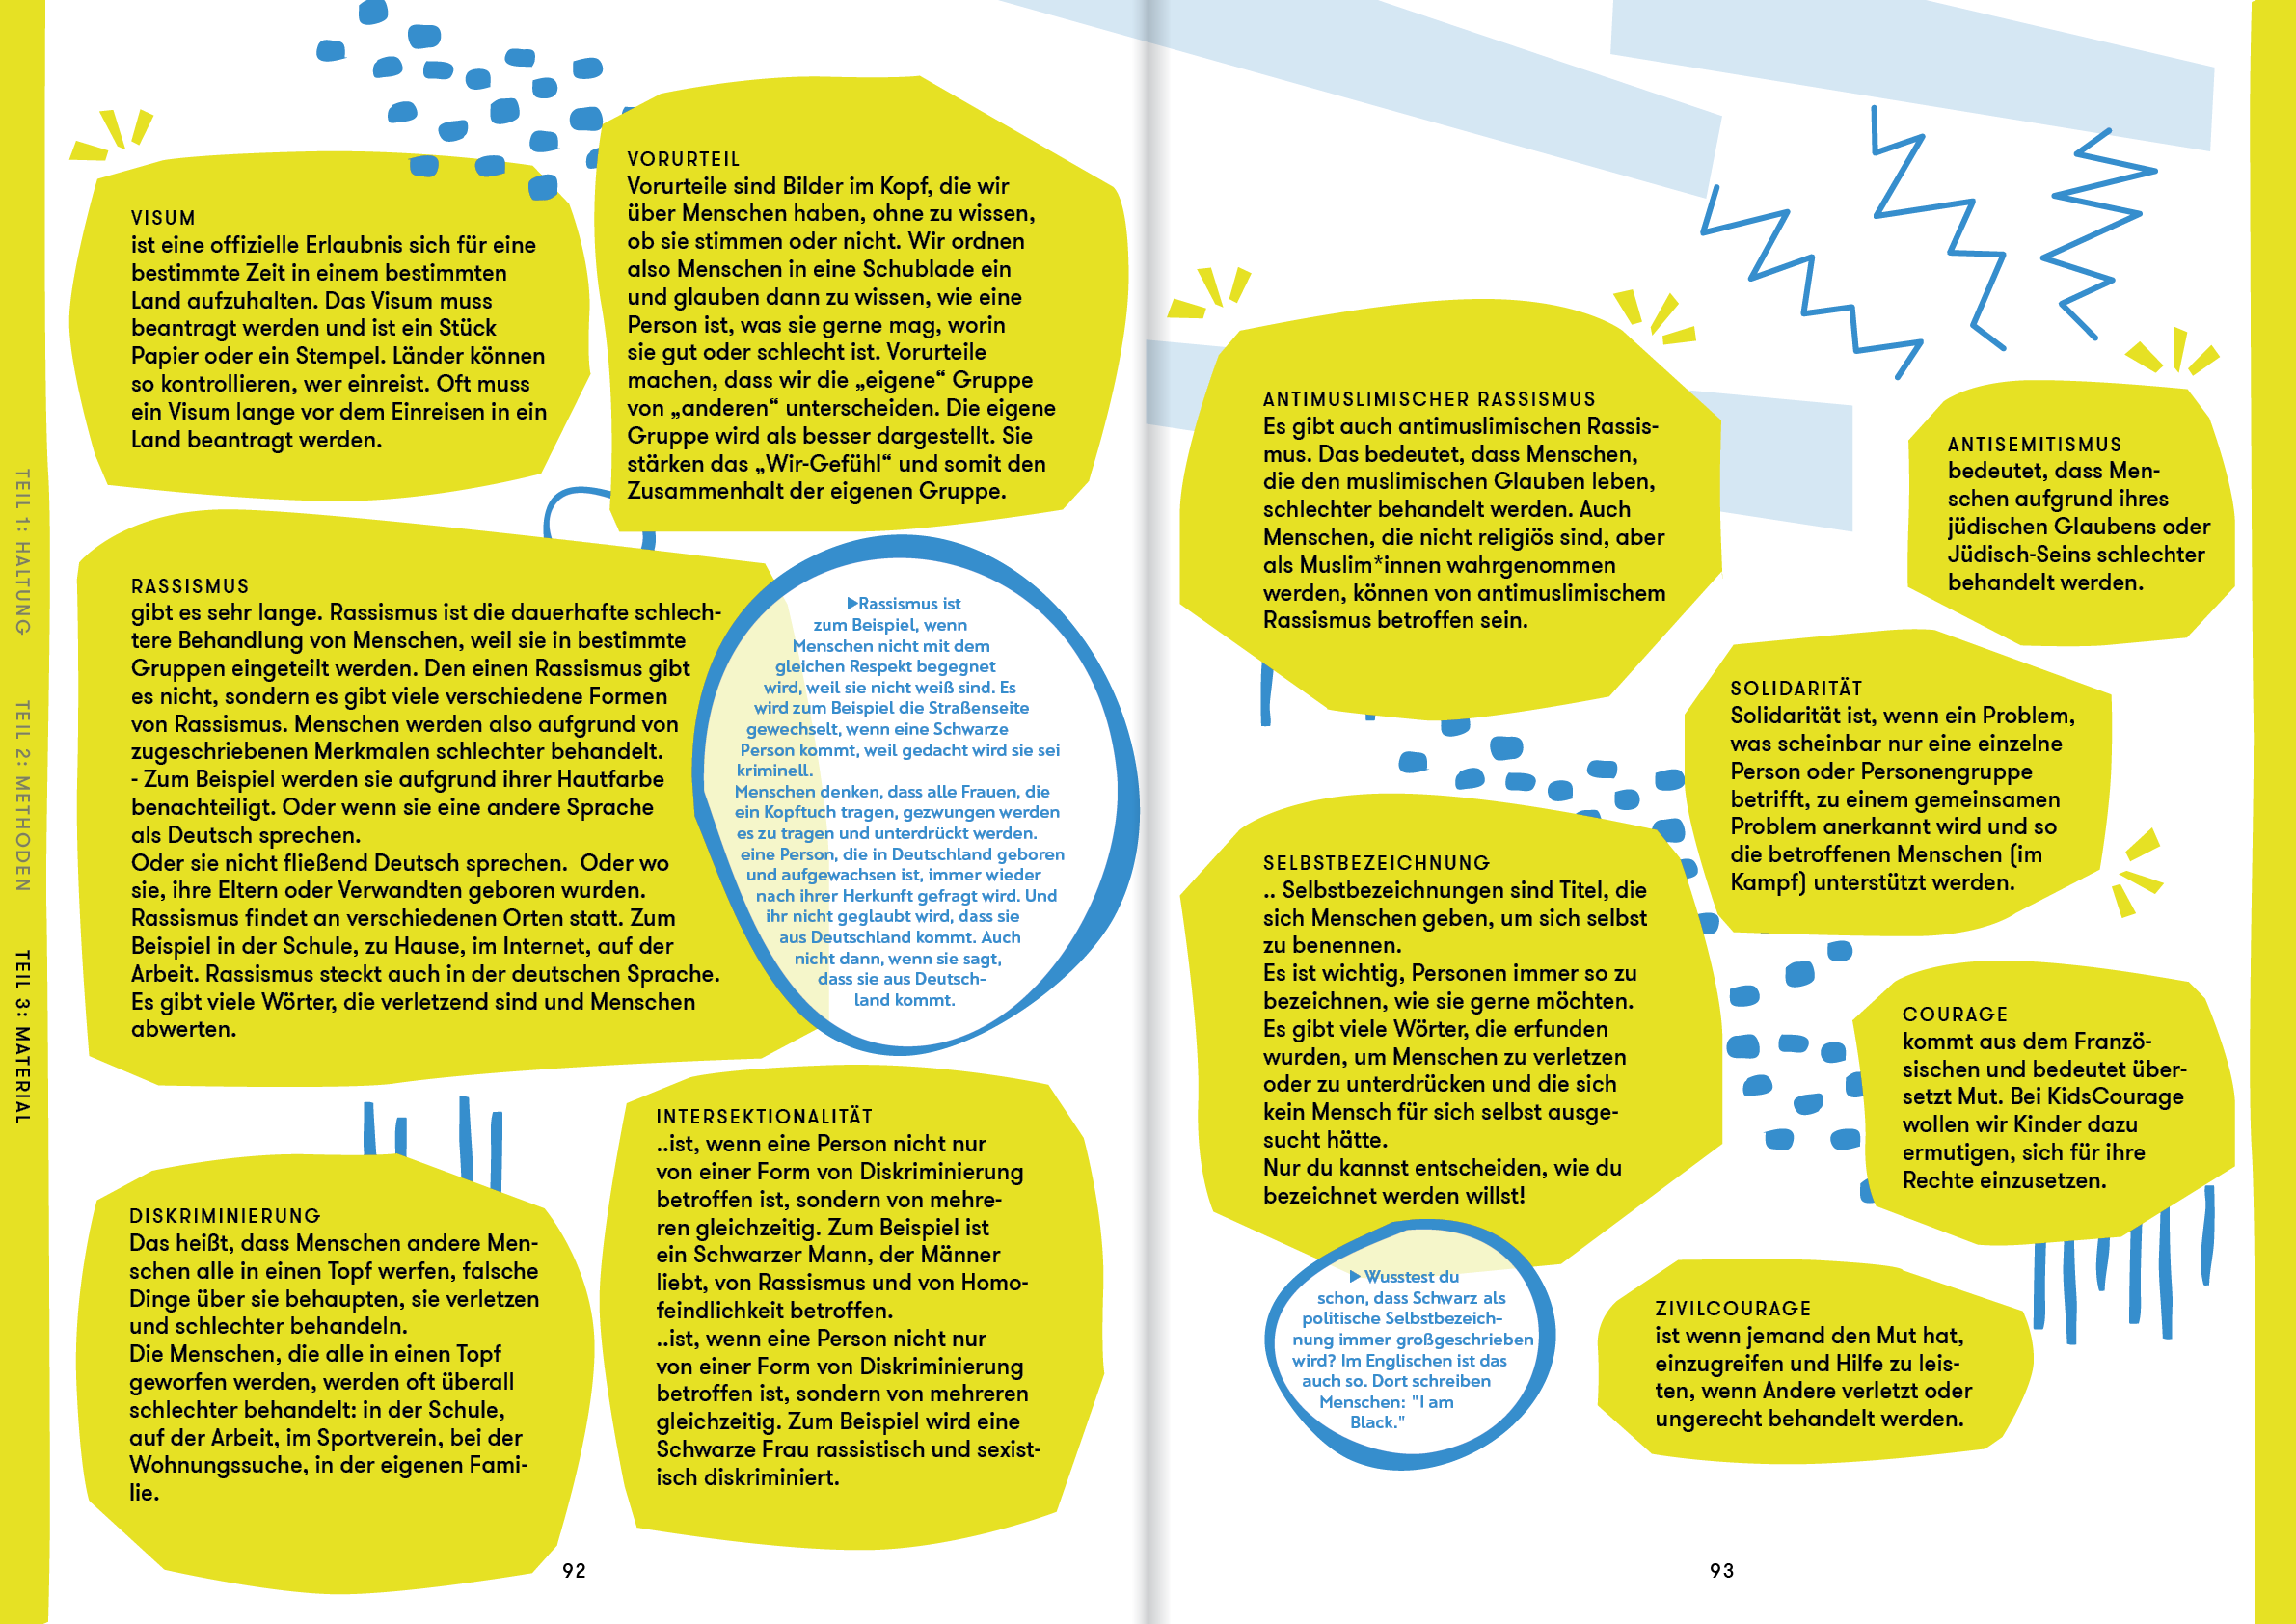 TEIL 1: HALTUNG
TEIL 2: METHODEN
TEIL 3: MATERIAL
VISUM
ist eine offizielle Erlaubnis sich für eine
bestimmte Zeit in einem bestimmten
Land aufzuhalten. Das Visum muss
beantragt werden und ist ein Stück
Papier oder ein Stempel. Länder können
so kontrollieren, wer einreist. Oft muss
ein Visum lange vor dem Einreisen in ein
Land beantragt werden.
VORURTEIL
Vorurteile sind Bilder im Kopf, die wir
über Menschen haben, ohne zu wissen,
ob sie stimmen oder nicht. Wir ordnen
also Menschen in eine Schublade ein
und glauben dann zu wissen, wie eine
Person ist, was sie gerne mag, worin
sie gut oder schlecht ist. Vorurteile
machen, dass wir die „eigene“ Gruppe
von „anderen“ unterscheiden. Die eigene
Gruppe wird als besser dargestellt. Sie
stärken das „Wir-Gefühl“ und somit den
Zusammenhalt der eigenen Gruppe.
RASSISMUS
gibt es sehr lange. Rassismus ist die dauerhafte schlech-
tere Behandlung von Menschen, weil sie in bestimmte
Gruppen eingeteilt werden. Den einen Rassismus gibt
es nicht, sondern es gibt viele verschiedene Formen
von Rassismus. Menschen werden also aufgrund von
zugeschriebenen Merkmalen schlechter behandelt.
- Zum Beispiel werden sie aufgrund ihrer Hautfarbe
benachteiligt. Oder wenn sie eine andere Sprache
als Deutsch sprechen.
Oder sie nicht fließend Deutsch sprechen.  Oder wo
sie, ihre Eltern oder Verwandten geboren wurden.
Rassismus findet an verschiedenen Orten statt. Zum
Beispiel in der Schule, zu Hause, im Internet, auf der
Arbeit. Rassismus steckt auch in der deutschen Sprache.
Es gibt viele Wörter, die verletzend sind und Menschen
abwerten.
▶Rassismus ist
zum Beispiel, wenn
Menschen nicht mit dem
gleichen Respekt begegnet
wird, weil sie nicht weiß sind. Es
wird zum Beispiel die Straßenseite
gewechselt, wenn eine Schwarze
Person kommt, weil gedacht wird sie sei
kriminell.
Menschen denken, dass alle Frauen, die
ein Kopftuch tragen, gezwungen werden
es zu tragen und unterdrückt werden.
eine Person, die in Deutschland geboren
und aufgewachsen ist, immer wieder
nach ihrer Herkunft gefragt wird. Und
ihr nicht geglaubt wird, dass sie
aus Deutschland kommt. Auch
nicht dann, wenn sie sagt,
dass sie aus Deutsch-
land kommt.
DISKRIMINIERUNG
Das heißt, dass Menschen andere Men-
schen alle in einen Topf werfen, falsche
Dinge über sie behaupten, sie verletzen
und schlechter behandeln.
Die Menschen, die alle in einen Topf
geworfen werden, werden oft überall
schlechter behandelt: in der Schule,
auf der Arbeit, im Sportverein, bei der
Wohnungssuche, in der eigenen Fami-
lie.
INTERSEKTIONALITÄT
..ist, wenn eine Person nicht nur
von einer Form von Diskriminierung
betroffen ist, sondern von mehre-
ren gleichzeitig. Zum Beispiel ist
ein Schwarzer Mann, der Männer
liebt, von Rassismus und von Homo-
feindlichkeit betroffen.
..ist, wenn eine Person nicht nur
von einer Form von Diskriminierung
betroffen ist, sondern von mehreren
gleichzeitig. Zum Beispiel wird eine
Schwarze Frau rassistisch und sexist-
isch diskriminiert.
92
ANTIMUSLIMISCHER RASSISMUS
Es gibt auch antimuslimischen Rassis-
mus. Das bedeutet, dass Menschen,
die den muslimischen Glauben leben,
schlechter behandelt werden. Auch
Menschen, die nicht religiös sind, aber
als Muslim*innen wahrgenommen
werden, können von antimuslimischem
Rassismus betroffen sein.
ANTISEMITISMUS
bedeutet, dass Men-
schen aufgrund ihres
jüdischen Glaubens oder
Jüdisch-Seins schlechter
behandelt werden.
SOLIDARITÄT
Solidarität ist, wenn ein Problem,
was scheinbar nur eine einzelne
Person oder Personengruppe
betrifft, zu einem gemeinsamen
Problem anerkannt wird und so
die betroffenen Menschen (im
Kampf) unterstützt werden.
SELBSTBEZEICHNUNG
.. Selbstbezeichnungen sind Titel, die
sich Menschen geben, um sich selbst
zu benennen.
Es ist wichtig, Personen immer so zu
bezeichnen, wie sie gerne möchten.
Es gibt viele Wörter, die erfunden
wurden, um Menschen zu verletzen
oder zu unterdrücken und die sich
kein Mensch für sich selbst ausge-
sucht hätte.
Nur du kannst entscheiden, wie du
bezeichnet werden willst!
▶ Wusstest du
schon, dass Schwarz als
politische Selbstbezeich-
nung immer großgeschrieben
wird? Im Englischen ist das
auch so. Dort schreiben
Menschen: "I am
Black."
COURAGE
kommt aus dem Franzö-
sischen und bedeutet über-
setzt Mut. Bei KidsCourage
wollen wir Kinder dazu
ermutigen, sich für ihre
Rechte einzusetzen.
ZIVILCOURAGE
ist wenn jemand den Mut hat,
einzugreifen und Hilfe zu leis-
ten, wenn Andere verletzt oder
ungerecht behandelt werden.
93